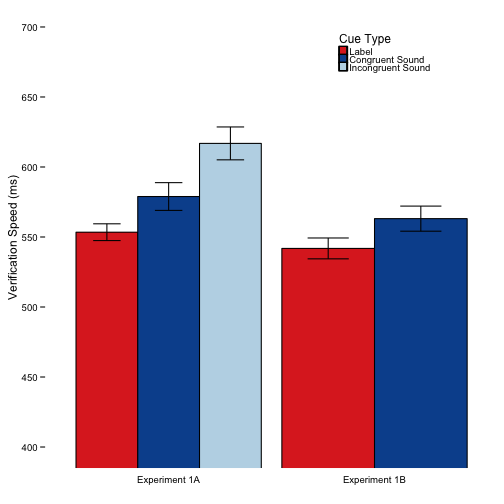 700
Cue Type
Label
Congruent Sound
Incongruent Sound
650
600
550
500
450
400
Verification Speed (ms)
Experiment 1A
Experiment 1B